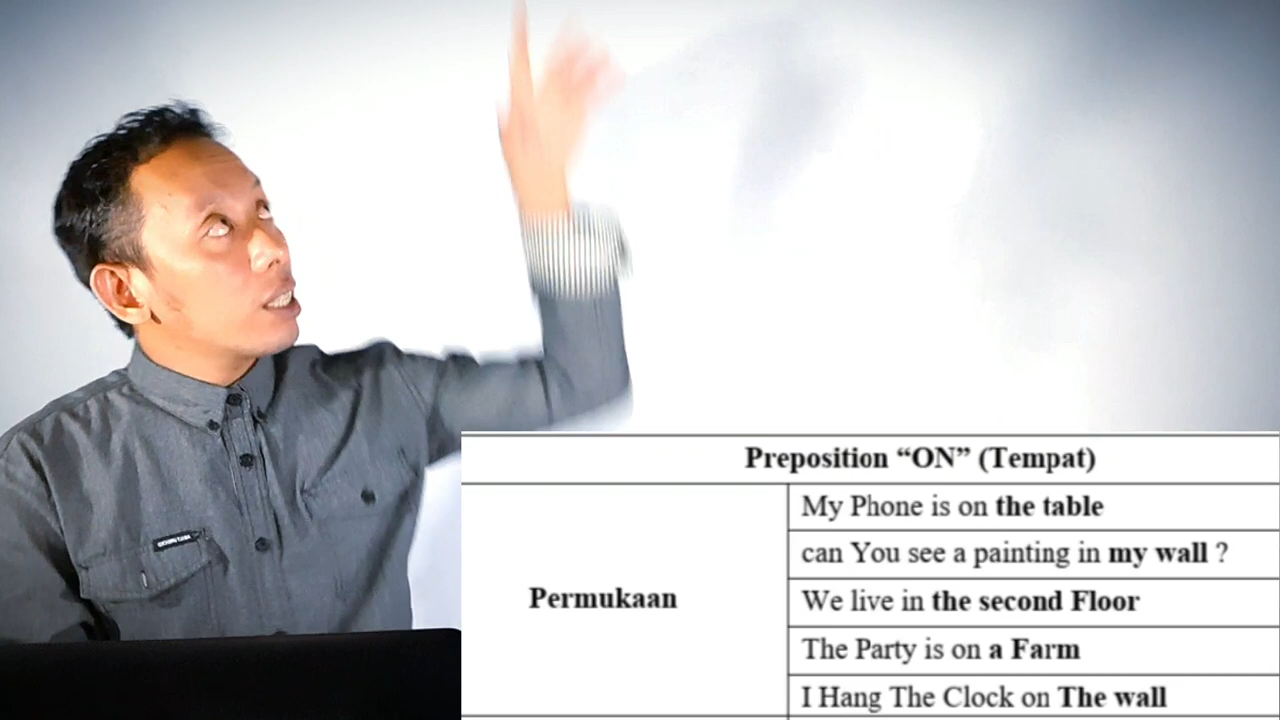 Preposition “ON” (Tempat)
Permukaan
My Phone is on the table
can You see a painting in my wall ?
We live in the second Floor
The Party is on a Farm
I Hang The Clock on The wall